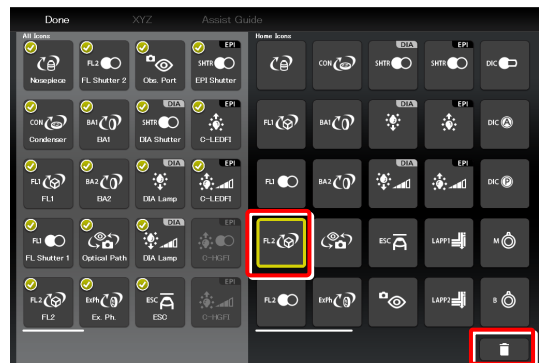 Done XYZ Assist Guide
All Icons Home Icons
EPI DIA EPI
FL2 SHTR CON SHTR SHTR DIC
Nosepiece FL Shutter 2 Obs. Port EPI Shutter
DIA EPI DIA EPI
CON BA1 SHTR FL1 BA1 DIC A
Condenser BA1 DIA Shutter C-LEDFI
DIA EPI DIA EPI
FL1 BA2 FL1 BA2 DIC P
FL1 BA2 DIA Lamp C-LEDFI
DIA EPI
FL1 FL2 ESC LAPP1 M
FL Shutter 1 Optical Path DIA Lamp C-HGFI
EPI
FL2 ExPh ESC FL2 ExPh LAPP2 B
FL2 Ex. Ph. ESC C-HGFI